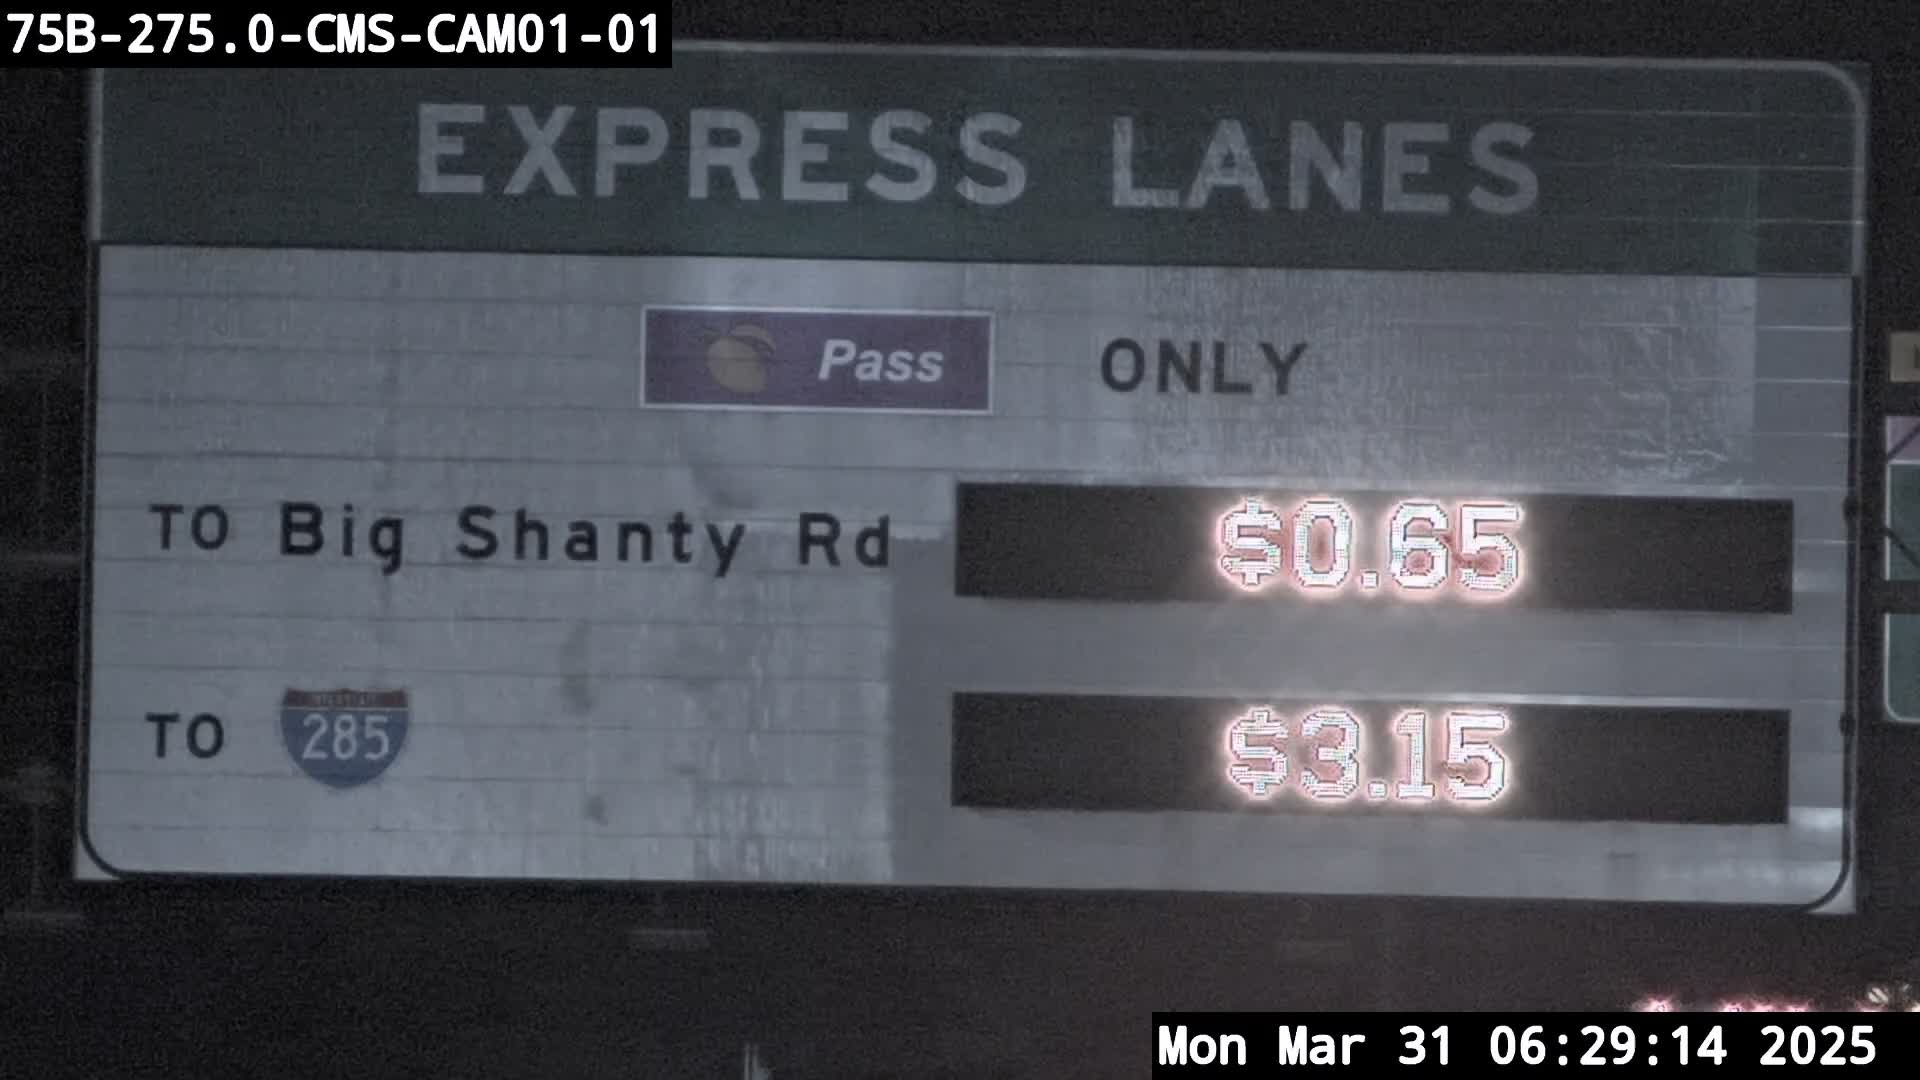 75B-275.0-CMS-CAM01-01
EXPRESS LANES
Pass ONLY
TO Big Shanty Rd $0.65
TO 285 $3.15
Mon Mar 31 06:29:14 2025